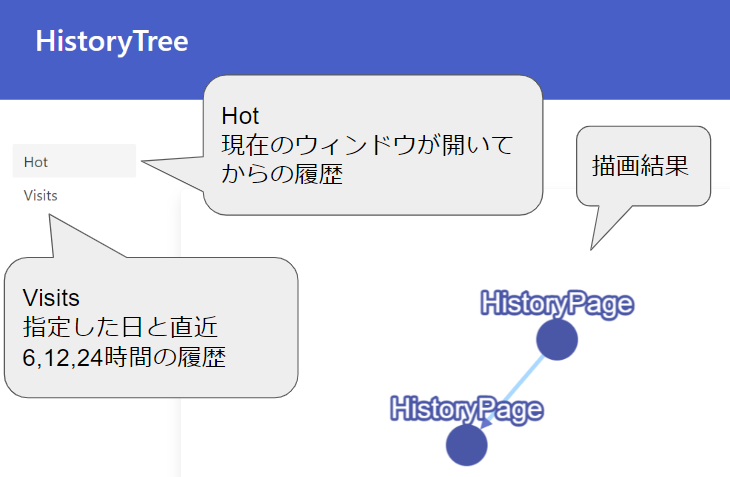 HistoryTree
Hot
現在のウィンドウが開いて
からの履歴
描画結果
Hot
Visits
Visits
指定した日と直近
6,12,24時間の履歴
HistoryPage
HistoryPage